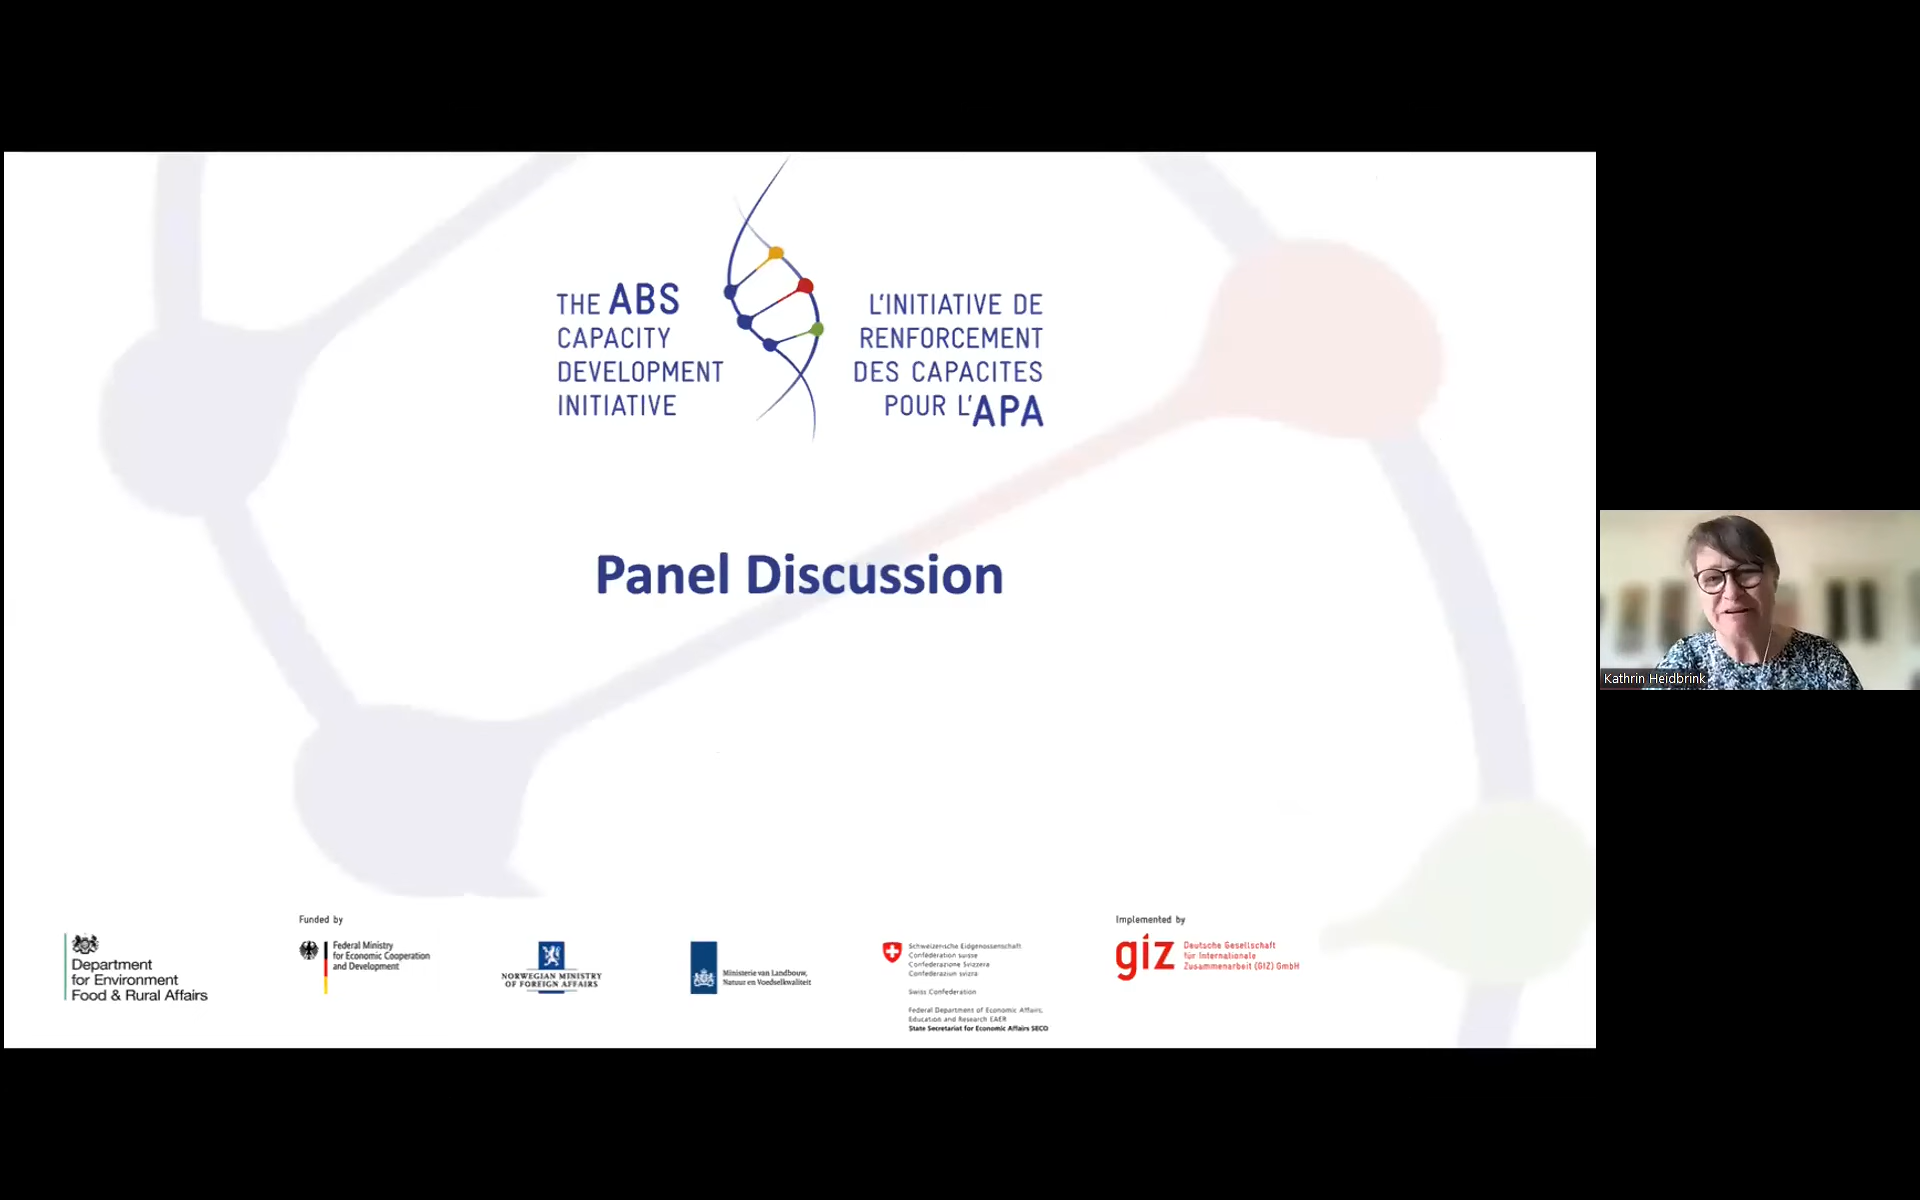 THE ABS
CAPACITY
DEVELOPMENT
INITIATIVE
L'INITIATIVE DE
RENFORCEMENT
DES CAPACITES
POUR L'APA
Panel Discussion
Department
for Environment
Food & Rural Affairs
Funded by
Federal Ministry
for Economic Cooperation
and Development
NORWEGIAN MINISTRY
OF FOREIGN AFFAIRS
Ministerie van Landbouw,
Natuur en Voedselkwaliteit
Schweizerische Eidgenossenschaft
Confédération suisse
Confederazione Svizzera
Confederaziun svizra
Swiss Confederation
Federal Department of Economic Affairs,
Education and Research EAER
State Secretariat for Economic Affairs SECO
Implemented by
giz
Deutsche Gesellschaft
für Internationale
Zusammenarbeit (GIZ) GmbH
Kathrin Heidbrink